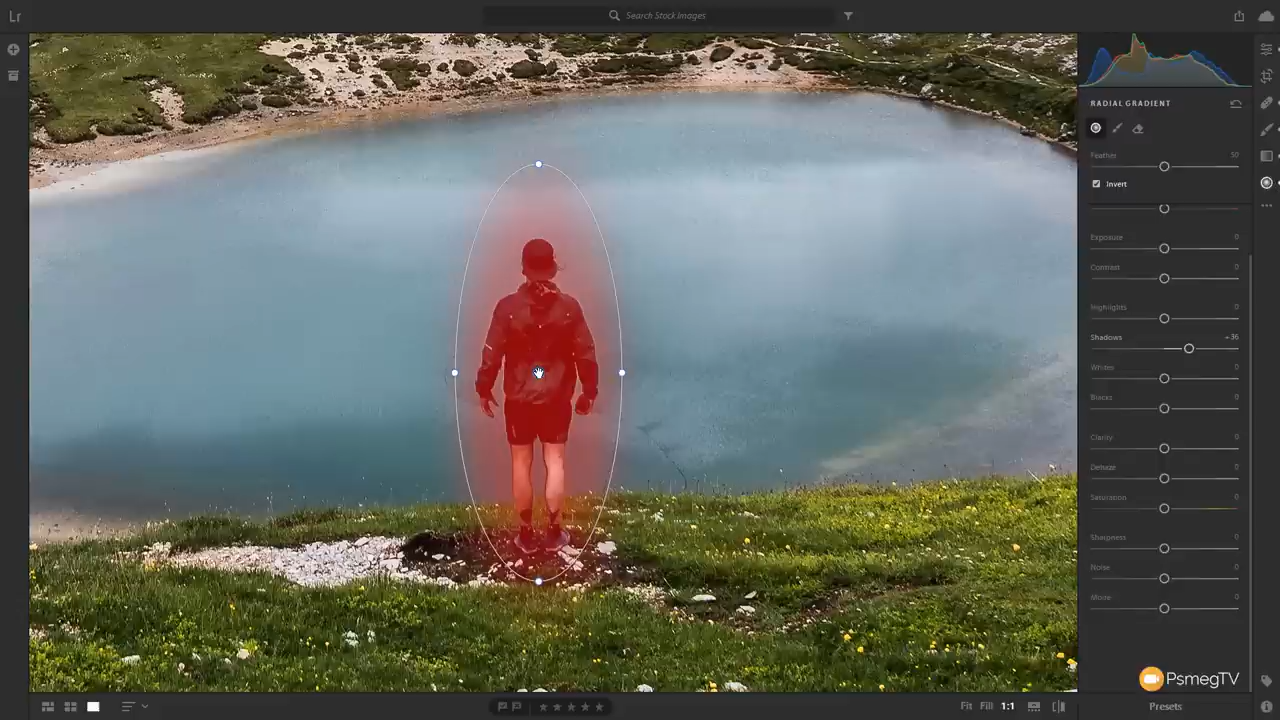 Lr
Search Stock Images
RADIAL GRADIENT
Feather 50
Invert
Exposure 0
Contrast 0
Highlights 0
Shadows +36
Whites 0
Blacks 0
Clarity 0
Dehaze 0
Saturation 0
Sharpness 0
Noise 0
Moire 0
PsmegTV
Fit Fill 1:1
Presets